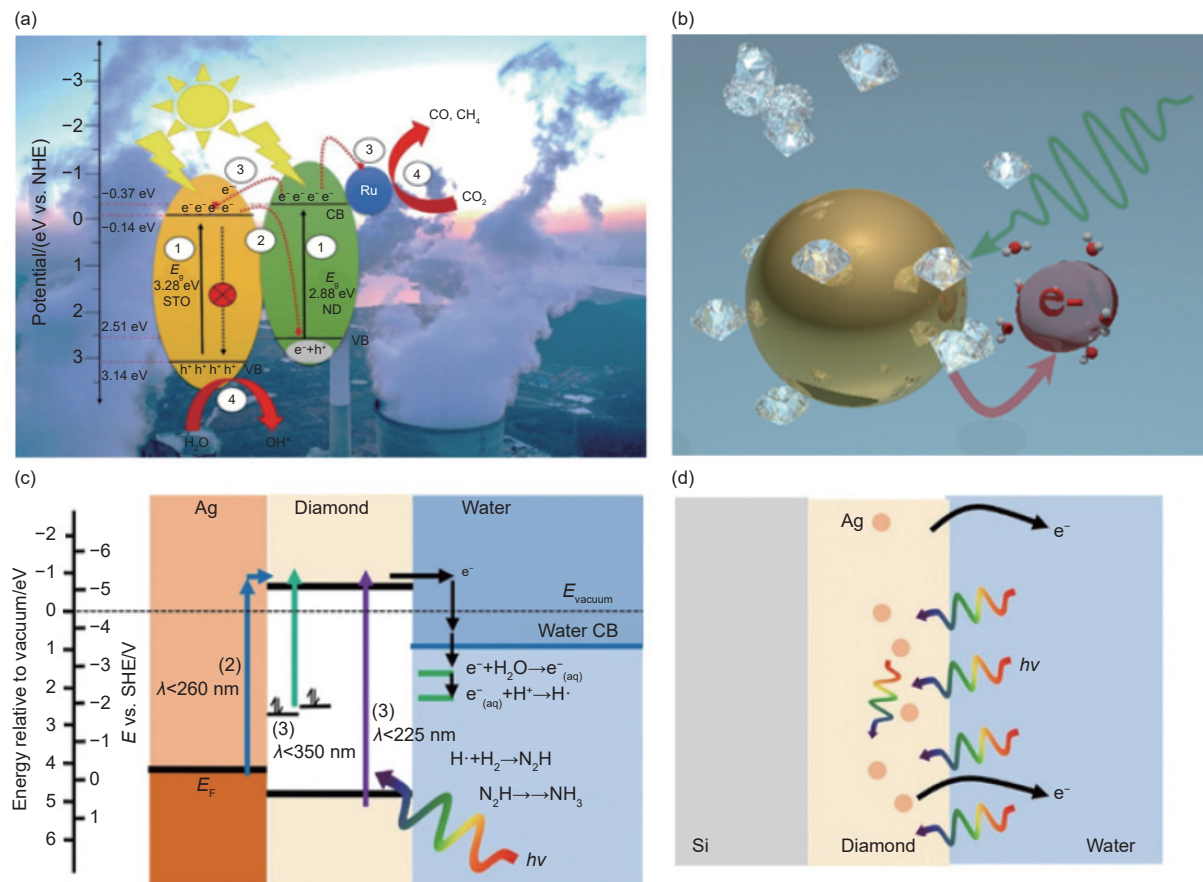 (a)
Potential/(eV vs. NHE)
−3
−2
−1
0
1
2
3
−0.37 eV
−0.14 eV
2.51 eV
3.14 eV
3
e⁻
e⁻ e⁻ e⁻ e⁻
1
2
E_g
3.28 eV
STO
h⁺ h⁺ h⁺ h⁺
VB
4
H₂O
OH*
e⁻ e⁻ e⁻ e⁻
CB
1
E_g
2.88 eV
ND
VB
e⁻+h⁺
3
Ru
CO, CH₄
4
CO₂
(b)
e-
(c)
Energy relative to vacuum/eV
−2
−1
0
1
2
3
4
5
6
E vs. SHE/V
−6
−5
−4
−3
−2
−1
0
1
Ag
Diamond
Water
e⁻
E_vacuum
Water CB
(2)
λ<260 nm
(3)
λ<350 nm
(3)
λ<225 nm
e⁻+H₂O→e⁻(aq)
e⁻(aq)+H⁺→H·
H·+H₂→N₂H
N₂H→→NH₃
E_F
hv
(d)
Ag
e⁻
hv
e⁻
Si
Diamond
Water